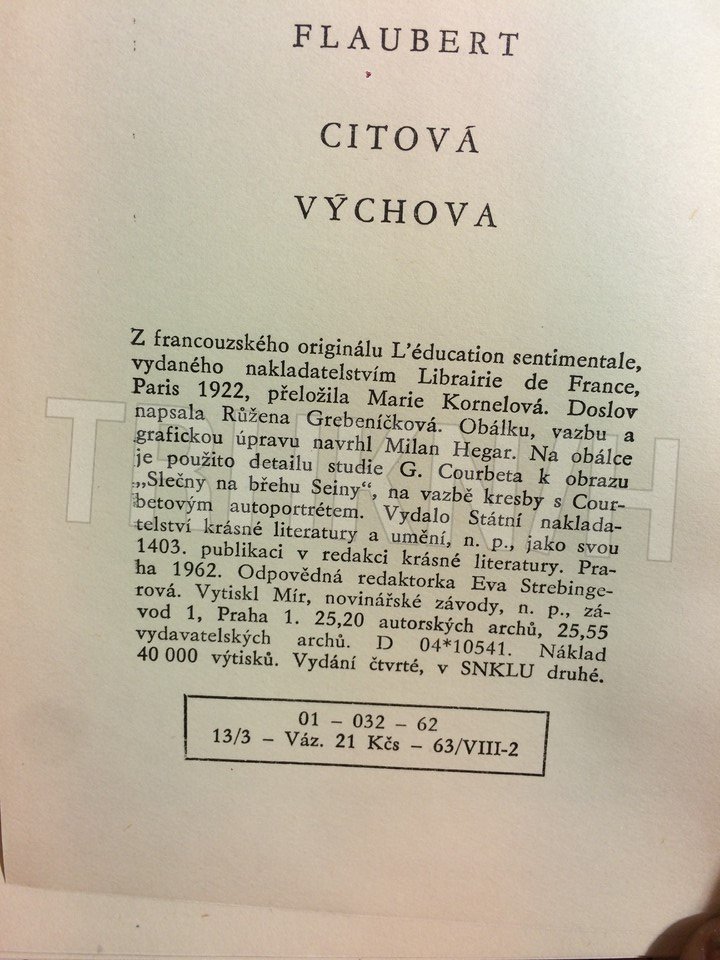 FLAUBERT
CITOVÁ
VÝCHOVA
Z francouzského originálu L'éducation sentimentale,
vydaného nakladatelstvím Librairie de France,
Paris 1922, přeložila Marie Kornelová. Doslov
napsala Růžena Grebeníčková. Obálku, vazbu a
grafickou úpravu navrhl Milan Hegar. Na obálce
je použito detailu studie G. Courbeta k obrazu
„Slečny na břehu Seiny“, na vazbě kresby s Cour-
betovým autoportrétem. Vydalo Státní naklada-
telství krásné literatury a umění, n. p., jako svou
1403. publikaci v redakci krásné literatury. Pra-
ha 1962. Odpovědná redaktorka Eva Strebinge-
rová. Vytiskl Mír, novinářské závody, n. p., zá-
vod 1, Praha 1. 25,20 autorských archů, 25,55
vydavatelských archů. D 04*10541. Náklad
40 000 výtisků. Vydání čtvrté, v SNKLU druhé.
01 – 032 – 62
13/3 – Váz. 21 Kčs – 63/VIII-2